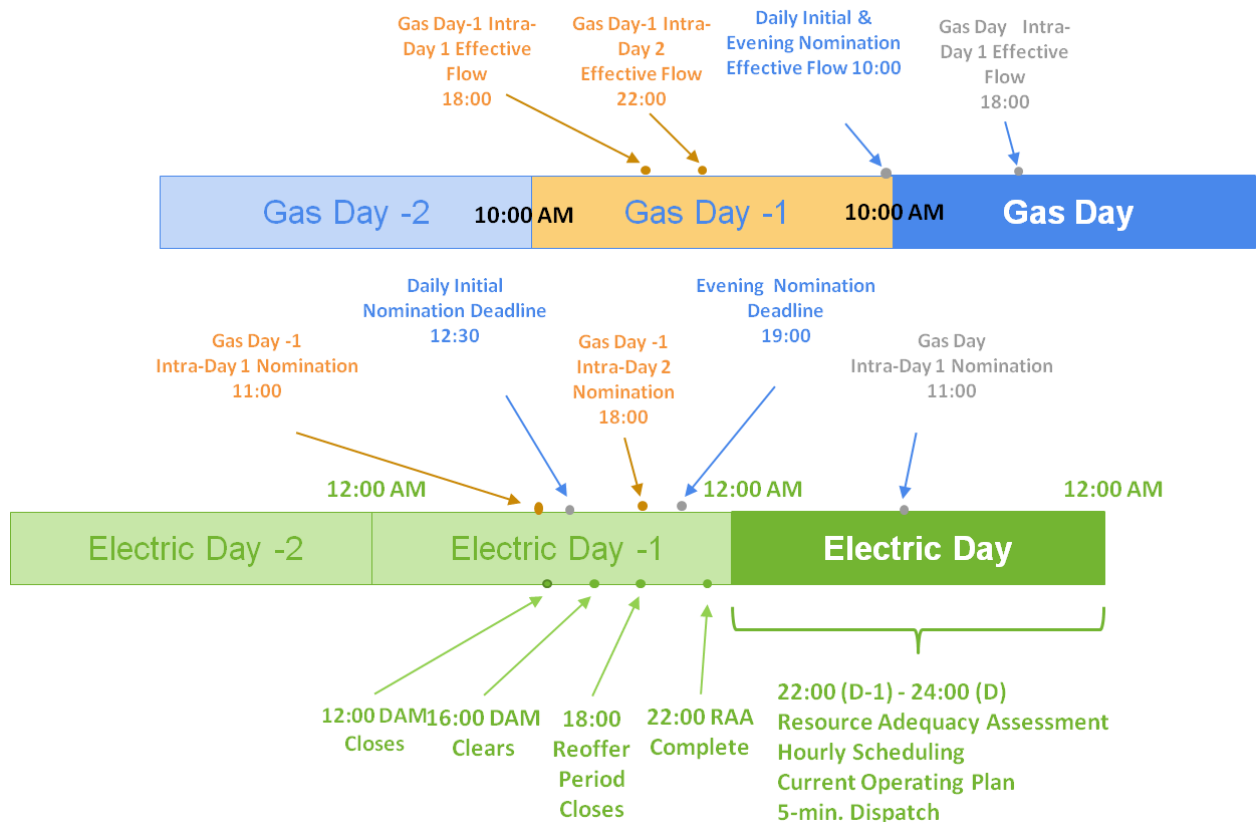 Gas Day-1 Intra-
Day 1 Effective
Flow
18:00
Gas Day-1 Intra-
Day 2
Effective Flow
22:00
Daily Initial &
Evening Nomination
Effective Flow 10:00
Gas Day Intra-
Day 1 Effective
Flow
18:00
Gas Day -2
10:00 AM
Gas Day -1
10:00 AM
Gas Day
Daily Initial
Nomination Deadline
12:30
Evening Nomination
Deadline
19:00
Gas Day -1
Intra-Day 1 Nomination
11:00
Gas Day -1
Intra-Day 2
Nomination
18:00
Gas Day
Intra-Day 1 Nomination
11:00
12:00 AM
12:00 AM
12:00 AM
Electric Day -2
Electric Day -1
Electric Day
12:00 DAM
Closes
16:00 DAM
Clears
18:00
Reoffer
Period
Closes
22:00 RAA
Complete
22:00 (D-1) - 24:00 (D)
Resource Adequacy Assessment
Hourly Scheduling
Current Operating Plan
5-min. Dispatch